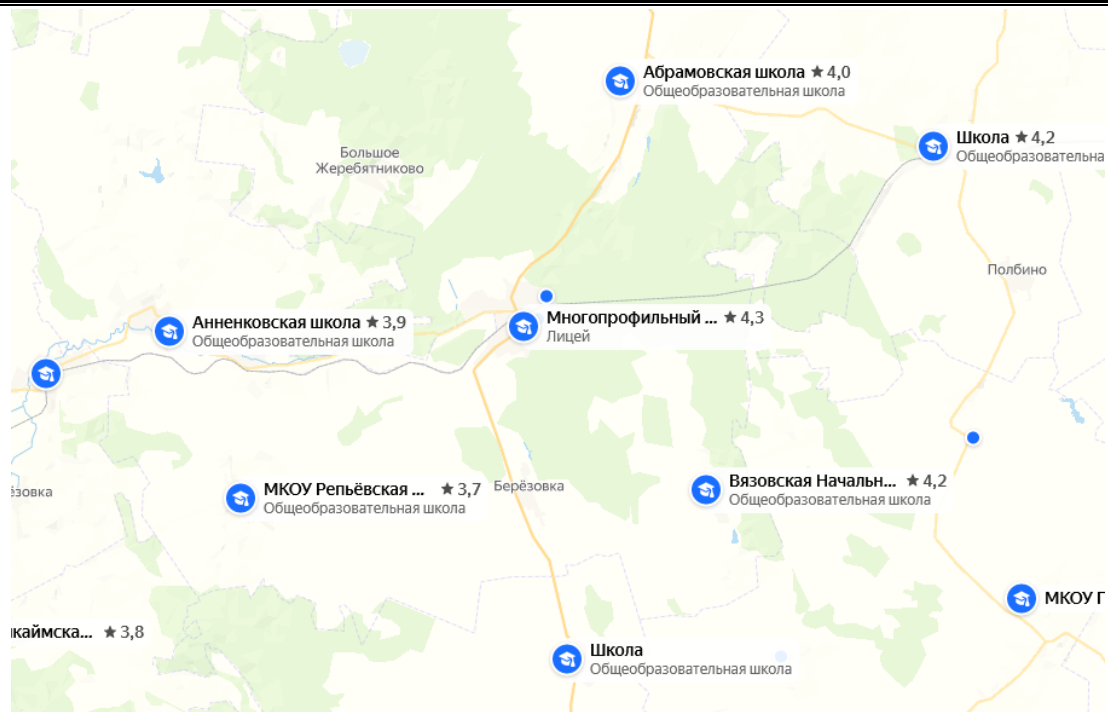 Абрамовская школа ★ 4,0
Общеобразовательная школа
Школа ★ 4,2
Общеобразовательна
Большое
Жеребятниково
Полбино
Анненковская школа ★ 3,9
Общеобразовательная школа
Многопрофильный ... ★ 4,3
Лицей
Вязовская Начальн... ★ 4,2
Общеобразовательная школа
МКОУ Репьёвская ... ★ 3,7
Общеобразовательная школа
Берёзовка
ёзовка
МКОУ Г
икаймска... ★ 3,8
Школа
Общеобразовательная школа